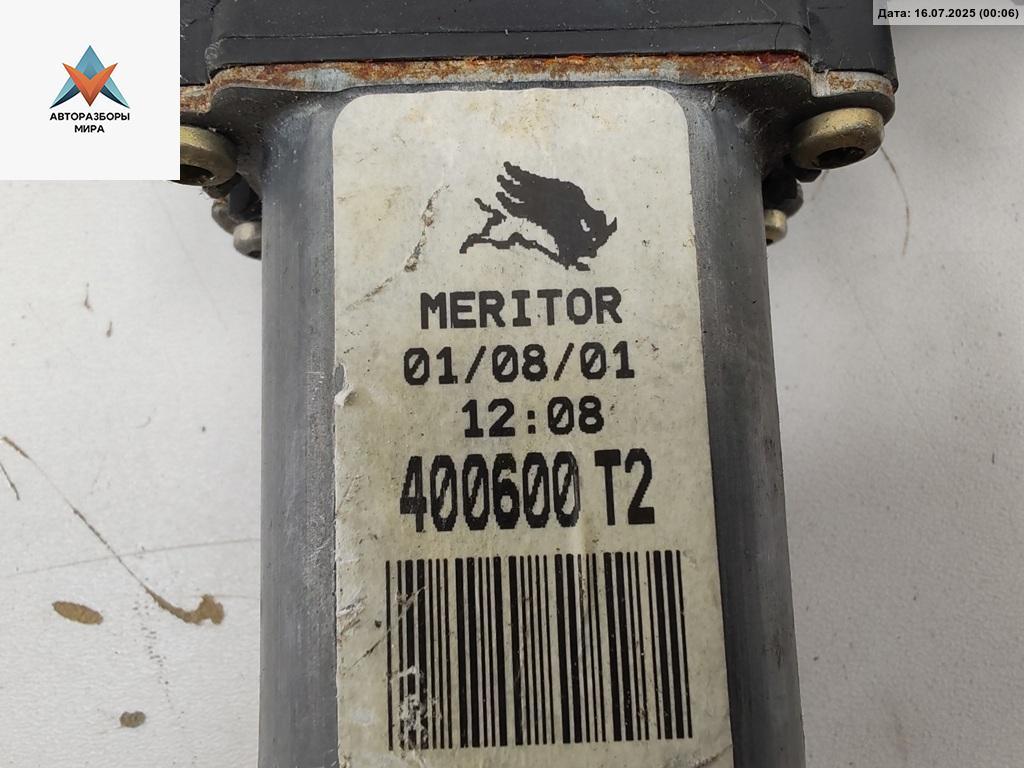 Дата: 16.07.2025 (00:06)
АВТОРАЗБОРЫ
МИРА
MERITOR
01/08/01
12:08
400600 T2